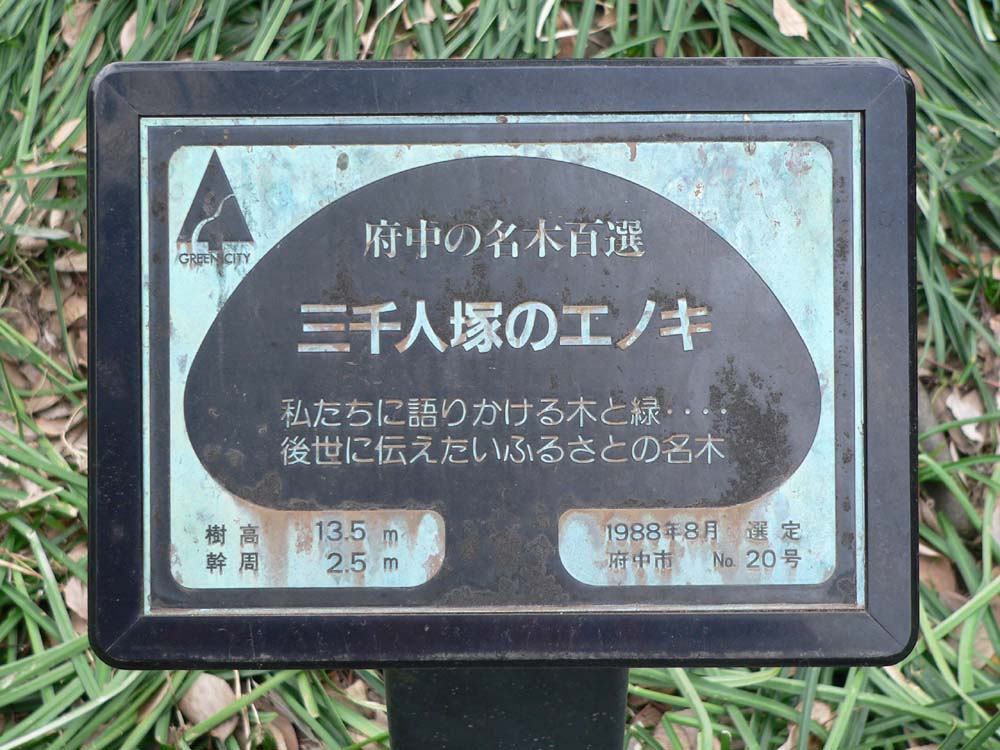 GREEN CITY
府中の名木百選
三千人塚のエノキ
私たちに語りかける木と緑‥‥
後世に伝えたいふるさとの名木
樹高 13.5 m
幹周 2.5 m
1988年8月 選定
府中市 No. 20号